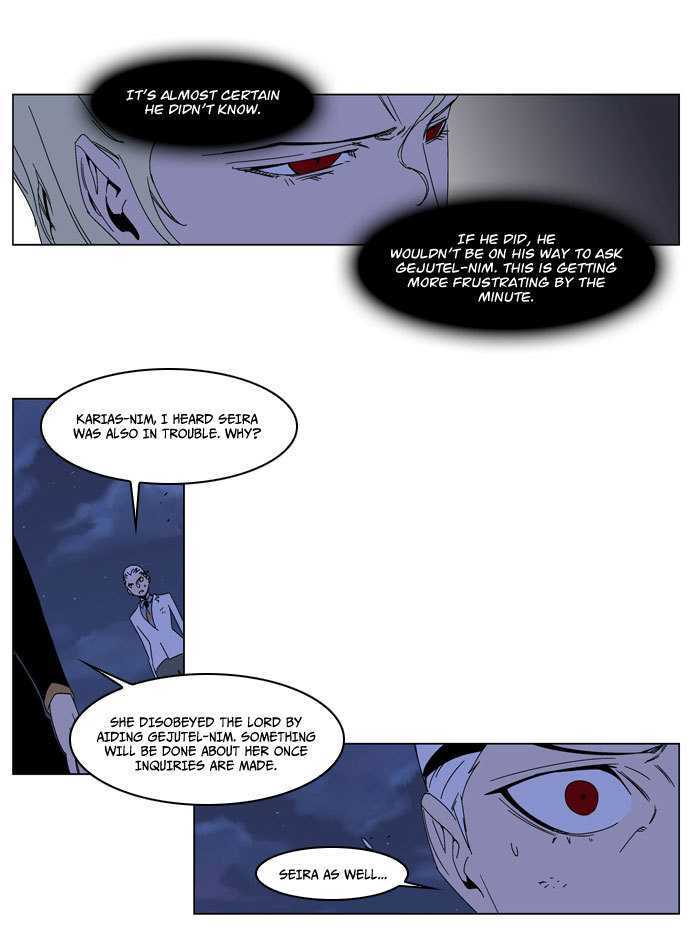 IT'S ALMOST CERTAIN
HE DIDN'T KNOW.
IF HE DID, HE
WOULDN'T BE ON HIS WAY TO ASK
GEJUTEL-NIM. THIS IS GETTING
MORE FRUSTRATING BY THE
MINUTE.
KARIAS-NIM, I HEARD SEIRA
WAS ALSO IN TROUBLE. WHY?
SHE DISOBEYED THE LORD BY
AIDING GEJUTEL-NIM. SOMETHING
WILL BE DONE ABOUT HER ONCE
INQUIRIES ARE MADE.
SEIRA AS WELL...